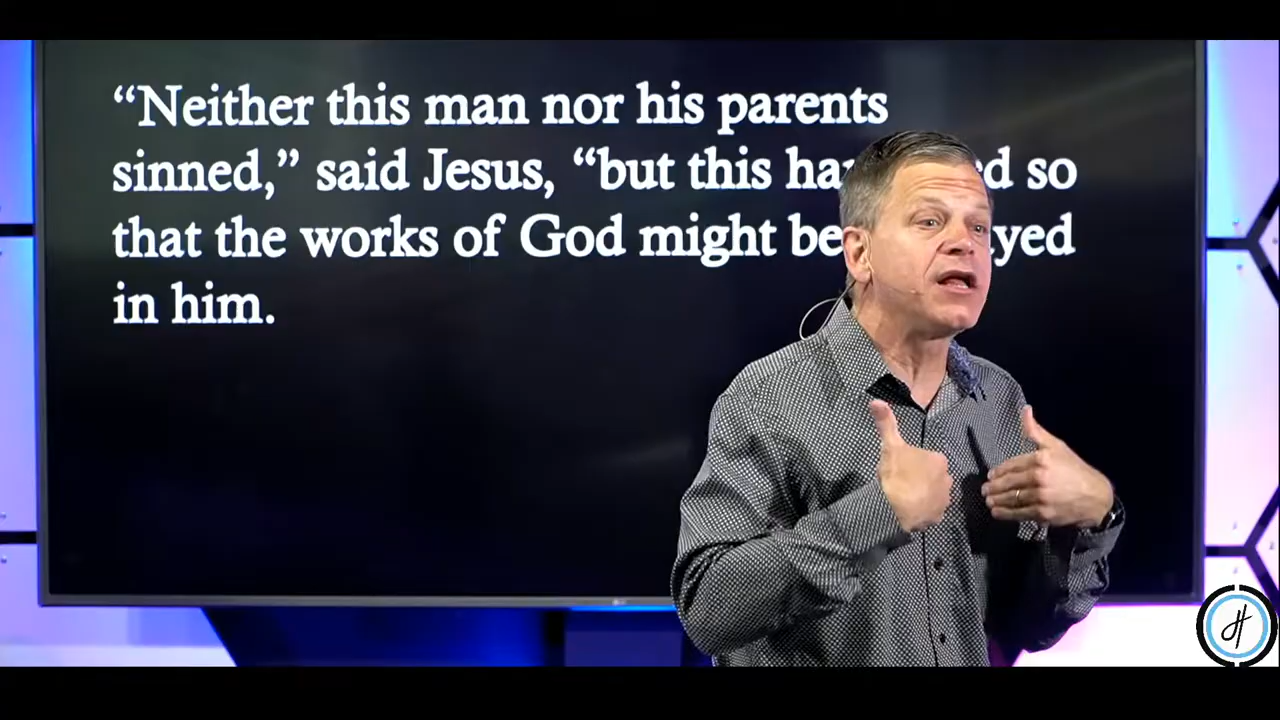 “Neither this man nor his parents
sinned,” said Jesus, “but this so
that the works of God might be
in him.
LG